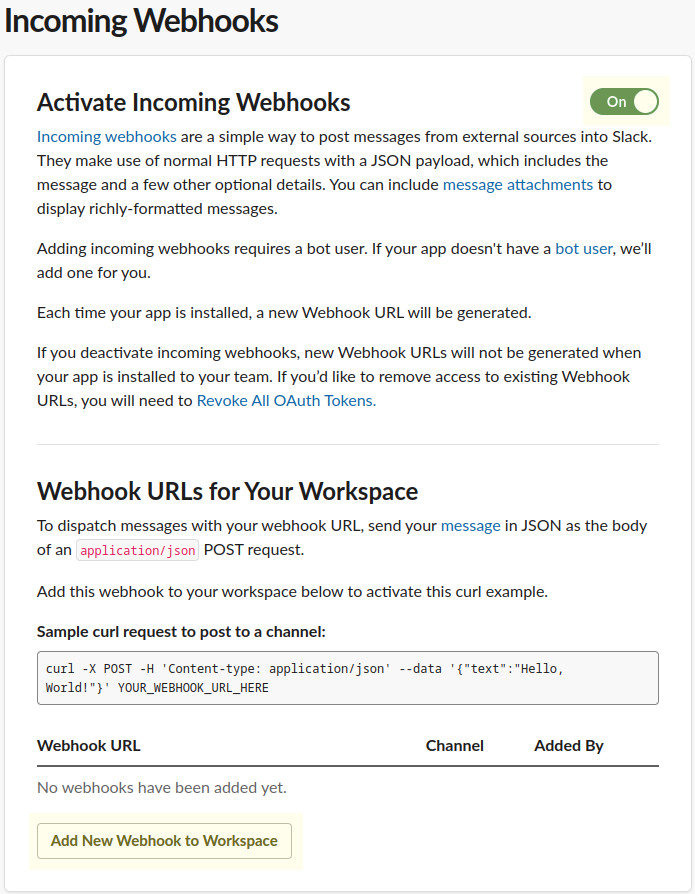 Incoming Webhooks
Activate Incoming Webhooks
On
Incoming webhooks are a simple way to post messages from external sources into Slack.
They make use of normal HTTP requests with a JSON payload, which includes the
message and a few other optional details. You can include message attachments to
display richly-formatted messages.
Adding incoming webhooks requires a bot user. If your app doesn't have a bot user, we’ll
add one for you.
Each time your app is installed, a new Webhook URL will be generated.
If you deactivate incoming webhooks, new Webhook URLs will not be generated when
your app is installed to your team. If you’d like to remove access to existing Webhook
URLs, you will need to Revoke All OAuth Tokens.
Webhook URLs for Your Workspace
To dispatch messages with your webhook URL, send your message in JSON as the body
of an application/json POST request.
Add this webhook to your workspace below to activate this curl example.
Sample curl request to post to a channel:
curl -X POST -H 'Content-type: application/json' --data '{"text":"Hello,
World!"}' YOUR_WEBHOOK_URL_HERE
Webhook URL Channel Added By
No webhooks have been added yet.
Add New Webhook to Workspace